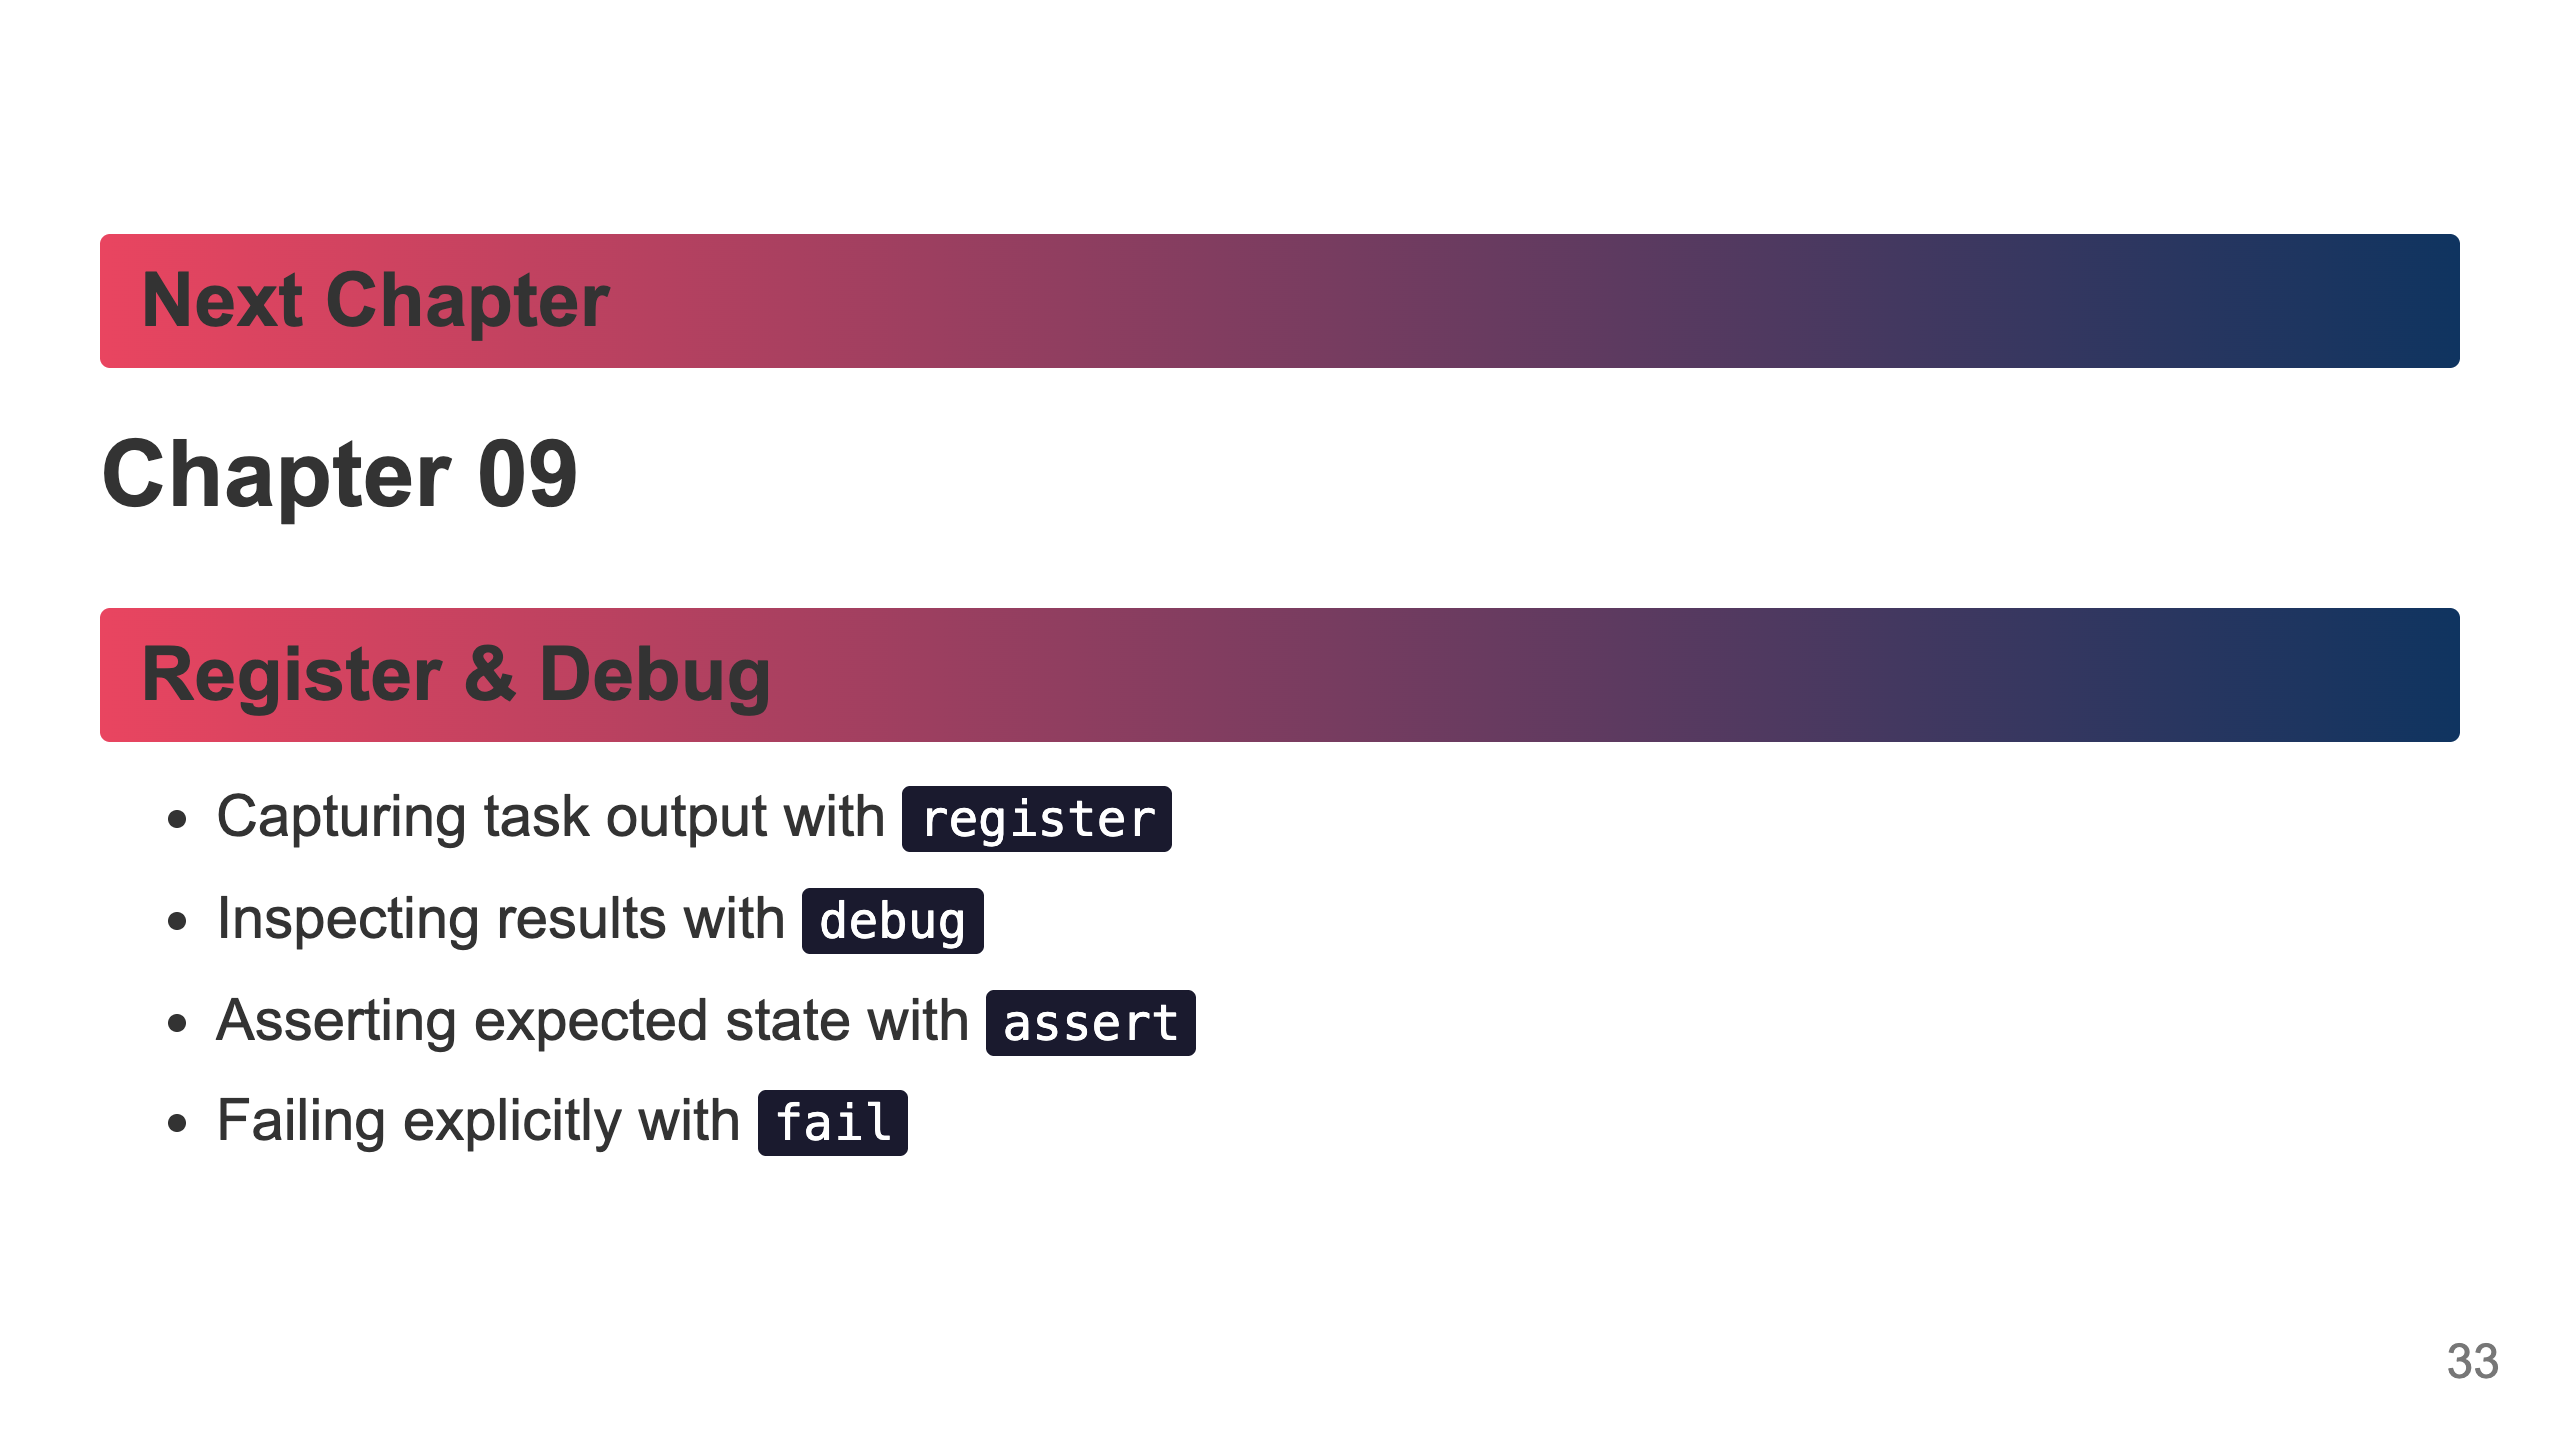 Next Chapter
Chapter 09
Register & Debug
• Capturing task output with register
• Inspecting results with debug
• Asserting expected state with assert
• Failing explicitly with fail
33